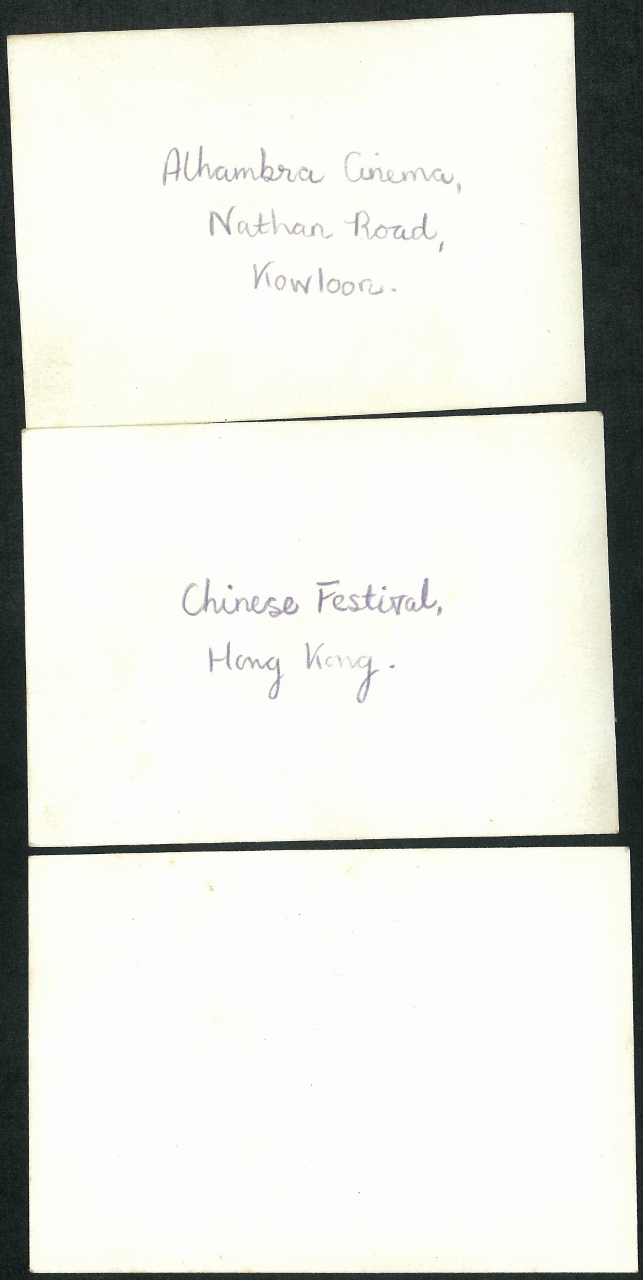 Alhambra Cinema,
Nathan Road,
Kowloon.
Chinese Festival,
Hong Kong.